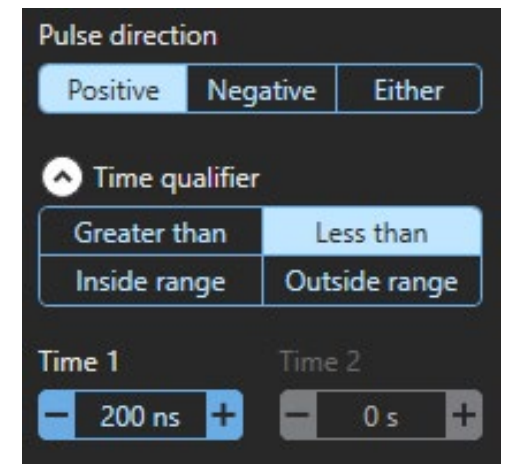 Pulse direction
Positive Negative Either
Time qualifier
Greater than Less than
Inside range Outside range
Time 1 Time 2
− 200 ns + − 0 s +